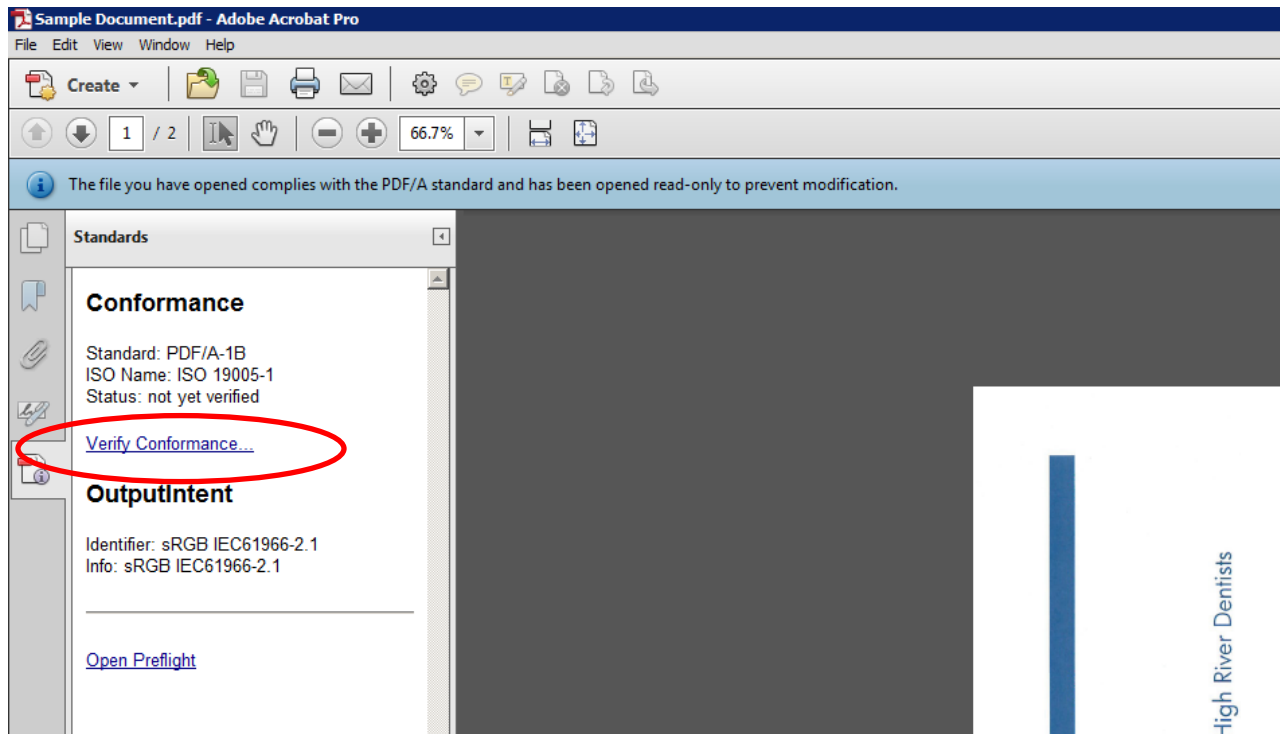 Sample Document.pdf - Adobe Acrobat Pro
File Edit View Window Help
Create
1 / 2 66.7%
The file you have opened complies with the PDF/A standard and has been opened read-only to prevent modification.
Standards
Conformance
Standard: PDF/A-1B
ISO Name: ISO 19005-1
Status: not yet verified
Verify Conformance...
OutputIntent
Identifier: sRGB IEC61966-2.1
Info: sRGB IEC61966-2.1
Open Preflight
High River Dentists